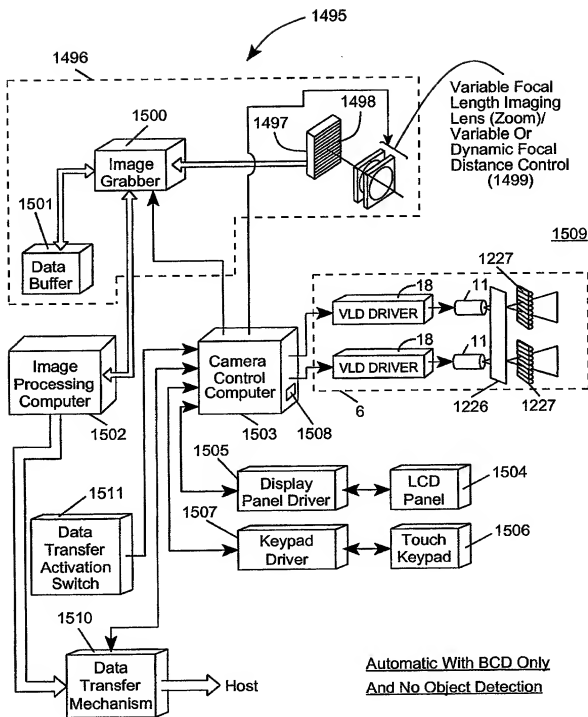 1495
1496
Variable Focal
Length Imaging
Lens (Zoom)/
Variable Or
Dynamic Focal
Distance Control
(1499)
1500
1497
1498
Image
Grabber
1501
Data
Buffer
1509
1227
18
11
VLD DRIVER
18
11
VLD DRIVER
6
1226
1227
Image
Processing
Computer
1502
Camera
Control
Computer
1503
1508
1505
Display
Panel Driver
LCD
Panel
1504
1511
Data
Transfer
Activation
Switch
1507
Keypad
Driver
Touch
Keypad
1506
1510
Data
Transfer
Mechanism
Host
Automatic With BCD Only
And No Object Detection